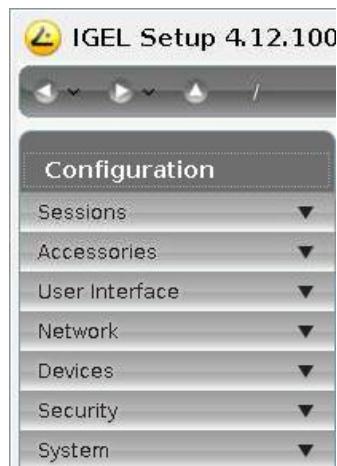 IGEL Setup 4.12.100
/
Configuration
Sessions
Accessories
User Interface
Network
Devices
Security
System